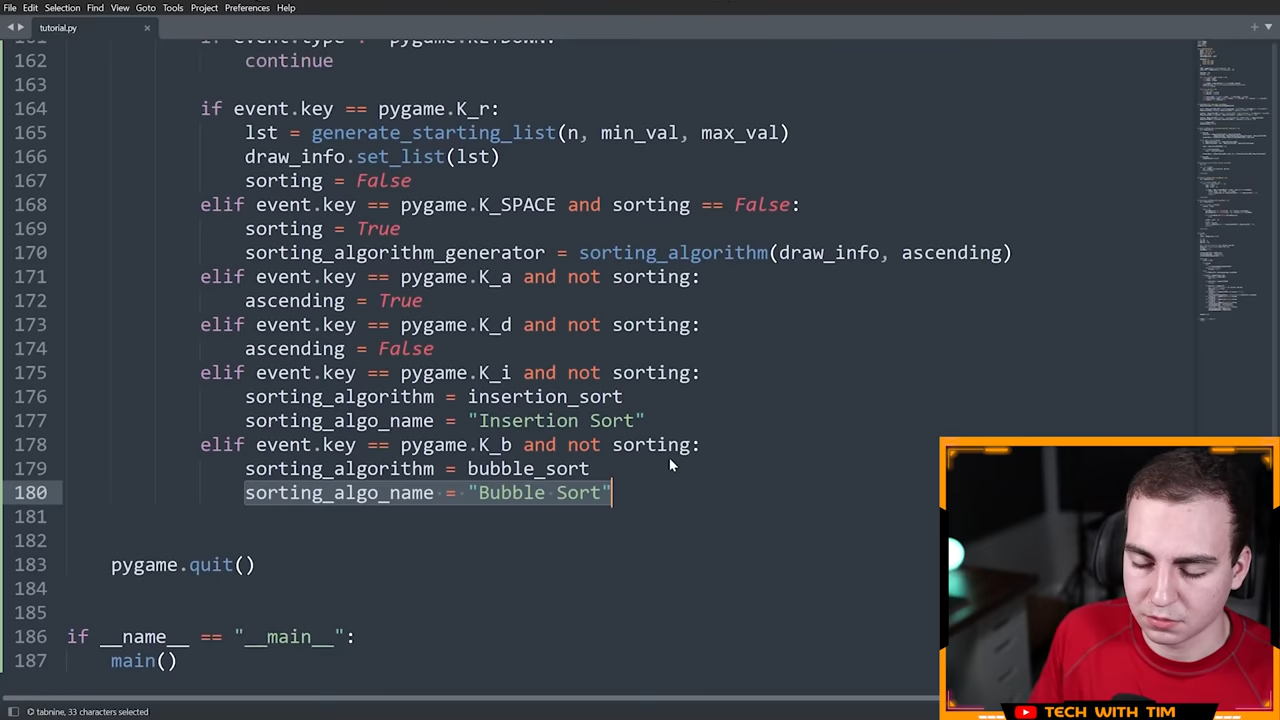 File Edit Selection Find View Goto Tools Project Preferences Help
tutorial.py
162 continue
163
164 if event.key == pygame.K_r:
165 lst = generate_starting_list(n, min_val, max_val)
166 draw_info.set_list(lst)
167 sorting = False
168 elif event.key == pygame.K_SPACE and sorting == False:
169 sorting = True
170 sorting_algorithm_generator = sorting_algorithm(draw_info, ascending)
171 elif event.key == pygame.K_a and not sorting:
172 ascending = True
173 elif event.key == pygame.K_d and not sorting:
174 ascending = False
175 elif event.key == pygame.K_i and not sorting:
176 sorting_algorithm = insertion_sort
177 sorting_algo_name = "Insertion Sort"
178 elif event.key == pygame.K_b and not sorting:
179 sorting_algorithm = bubble_sort
180 sorting_algo_name = "Bubble Sort"
181
182
183 pygame.quit()
184
185
186 if __name__ == "__main__":
187 main()
tabnine, 33 characters selected
TECH WITH TIM